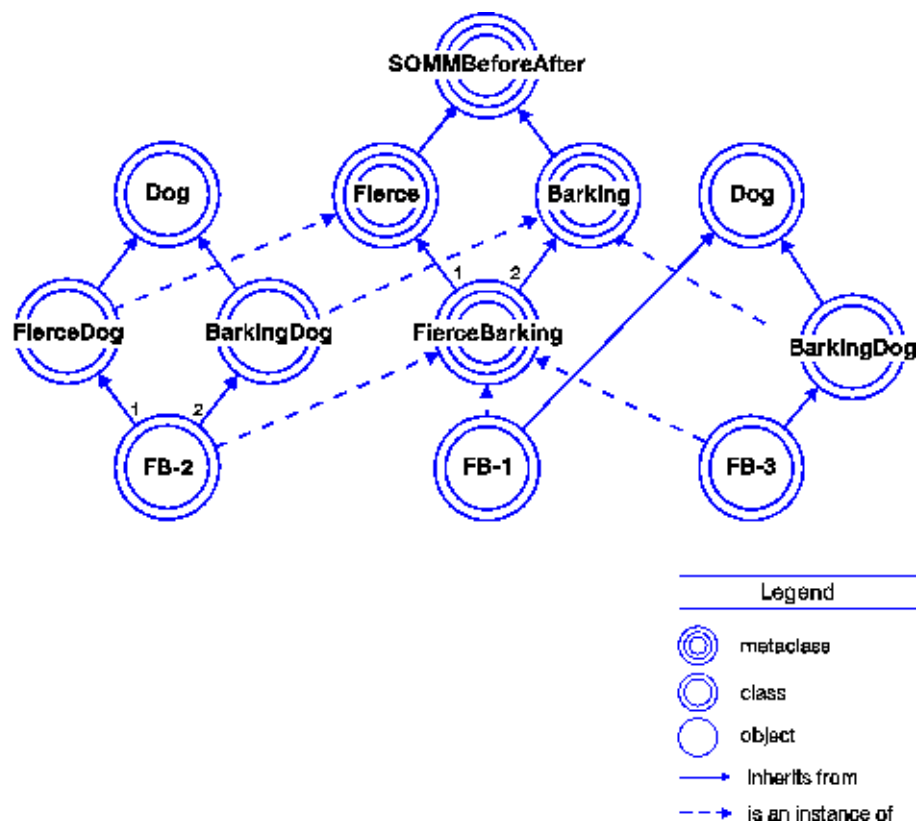 SOMMBeforeAfter
Dog
Fierce
Barking
Dog
1
2
FierceDog
BarkingDog
FierceBarking
BarkingDog
1
2
FB-2
FB-1
FB-3
Legend
metaclass
class
object
Inherits from
is an instance of